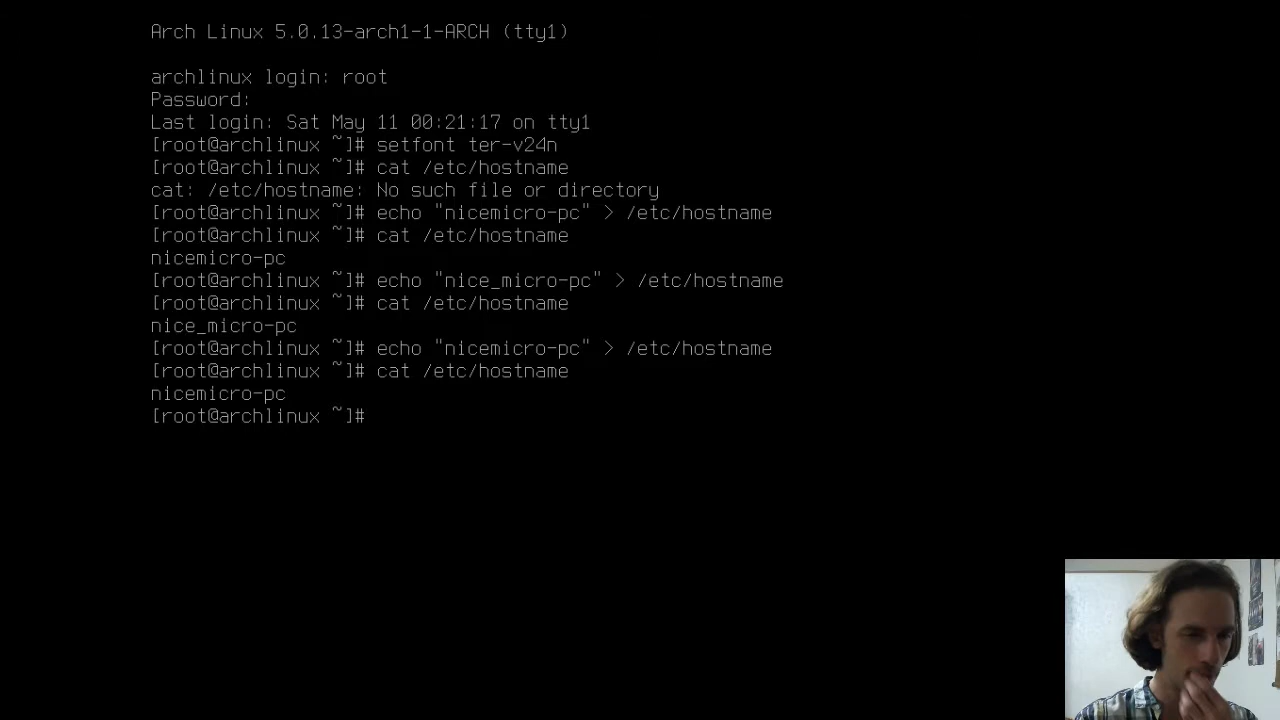 Arch Linux 5.0.13-arch1-1-ARCH (tty1)
archlinux login: root
Password:
Last login: Sat May 11 00:21:17 on tty1
[root@archlinux ~]# setfont ter-v24n
[root@archlinux ~]# cat /etc/hostname
cat: /etc/hostname: No such file or directory
[root@archlinux ~]# echo "nicemicro-pc" > /etc/hostname
[root@archlinux ~]# cat /etc/hostname
nicemicro-pc
[root@archlinux ~]# echo "nice_micro-pc" > /etc/hostname
[root@archlinux ~]# cat /etc/hostname
nice_micro-pc
[root@archlinux ~]# echo "nicemicro-pc" > /etc/hostname
[root@archlinux ~]# cat /etc/hostname
nicemicro-pc
[root@archlinux ~]#